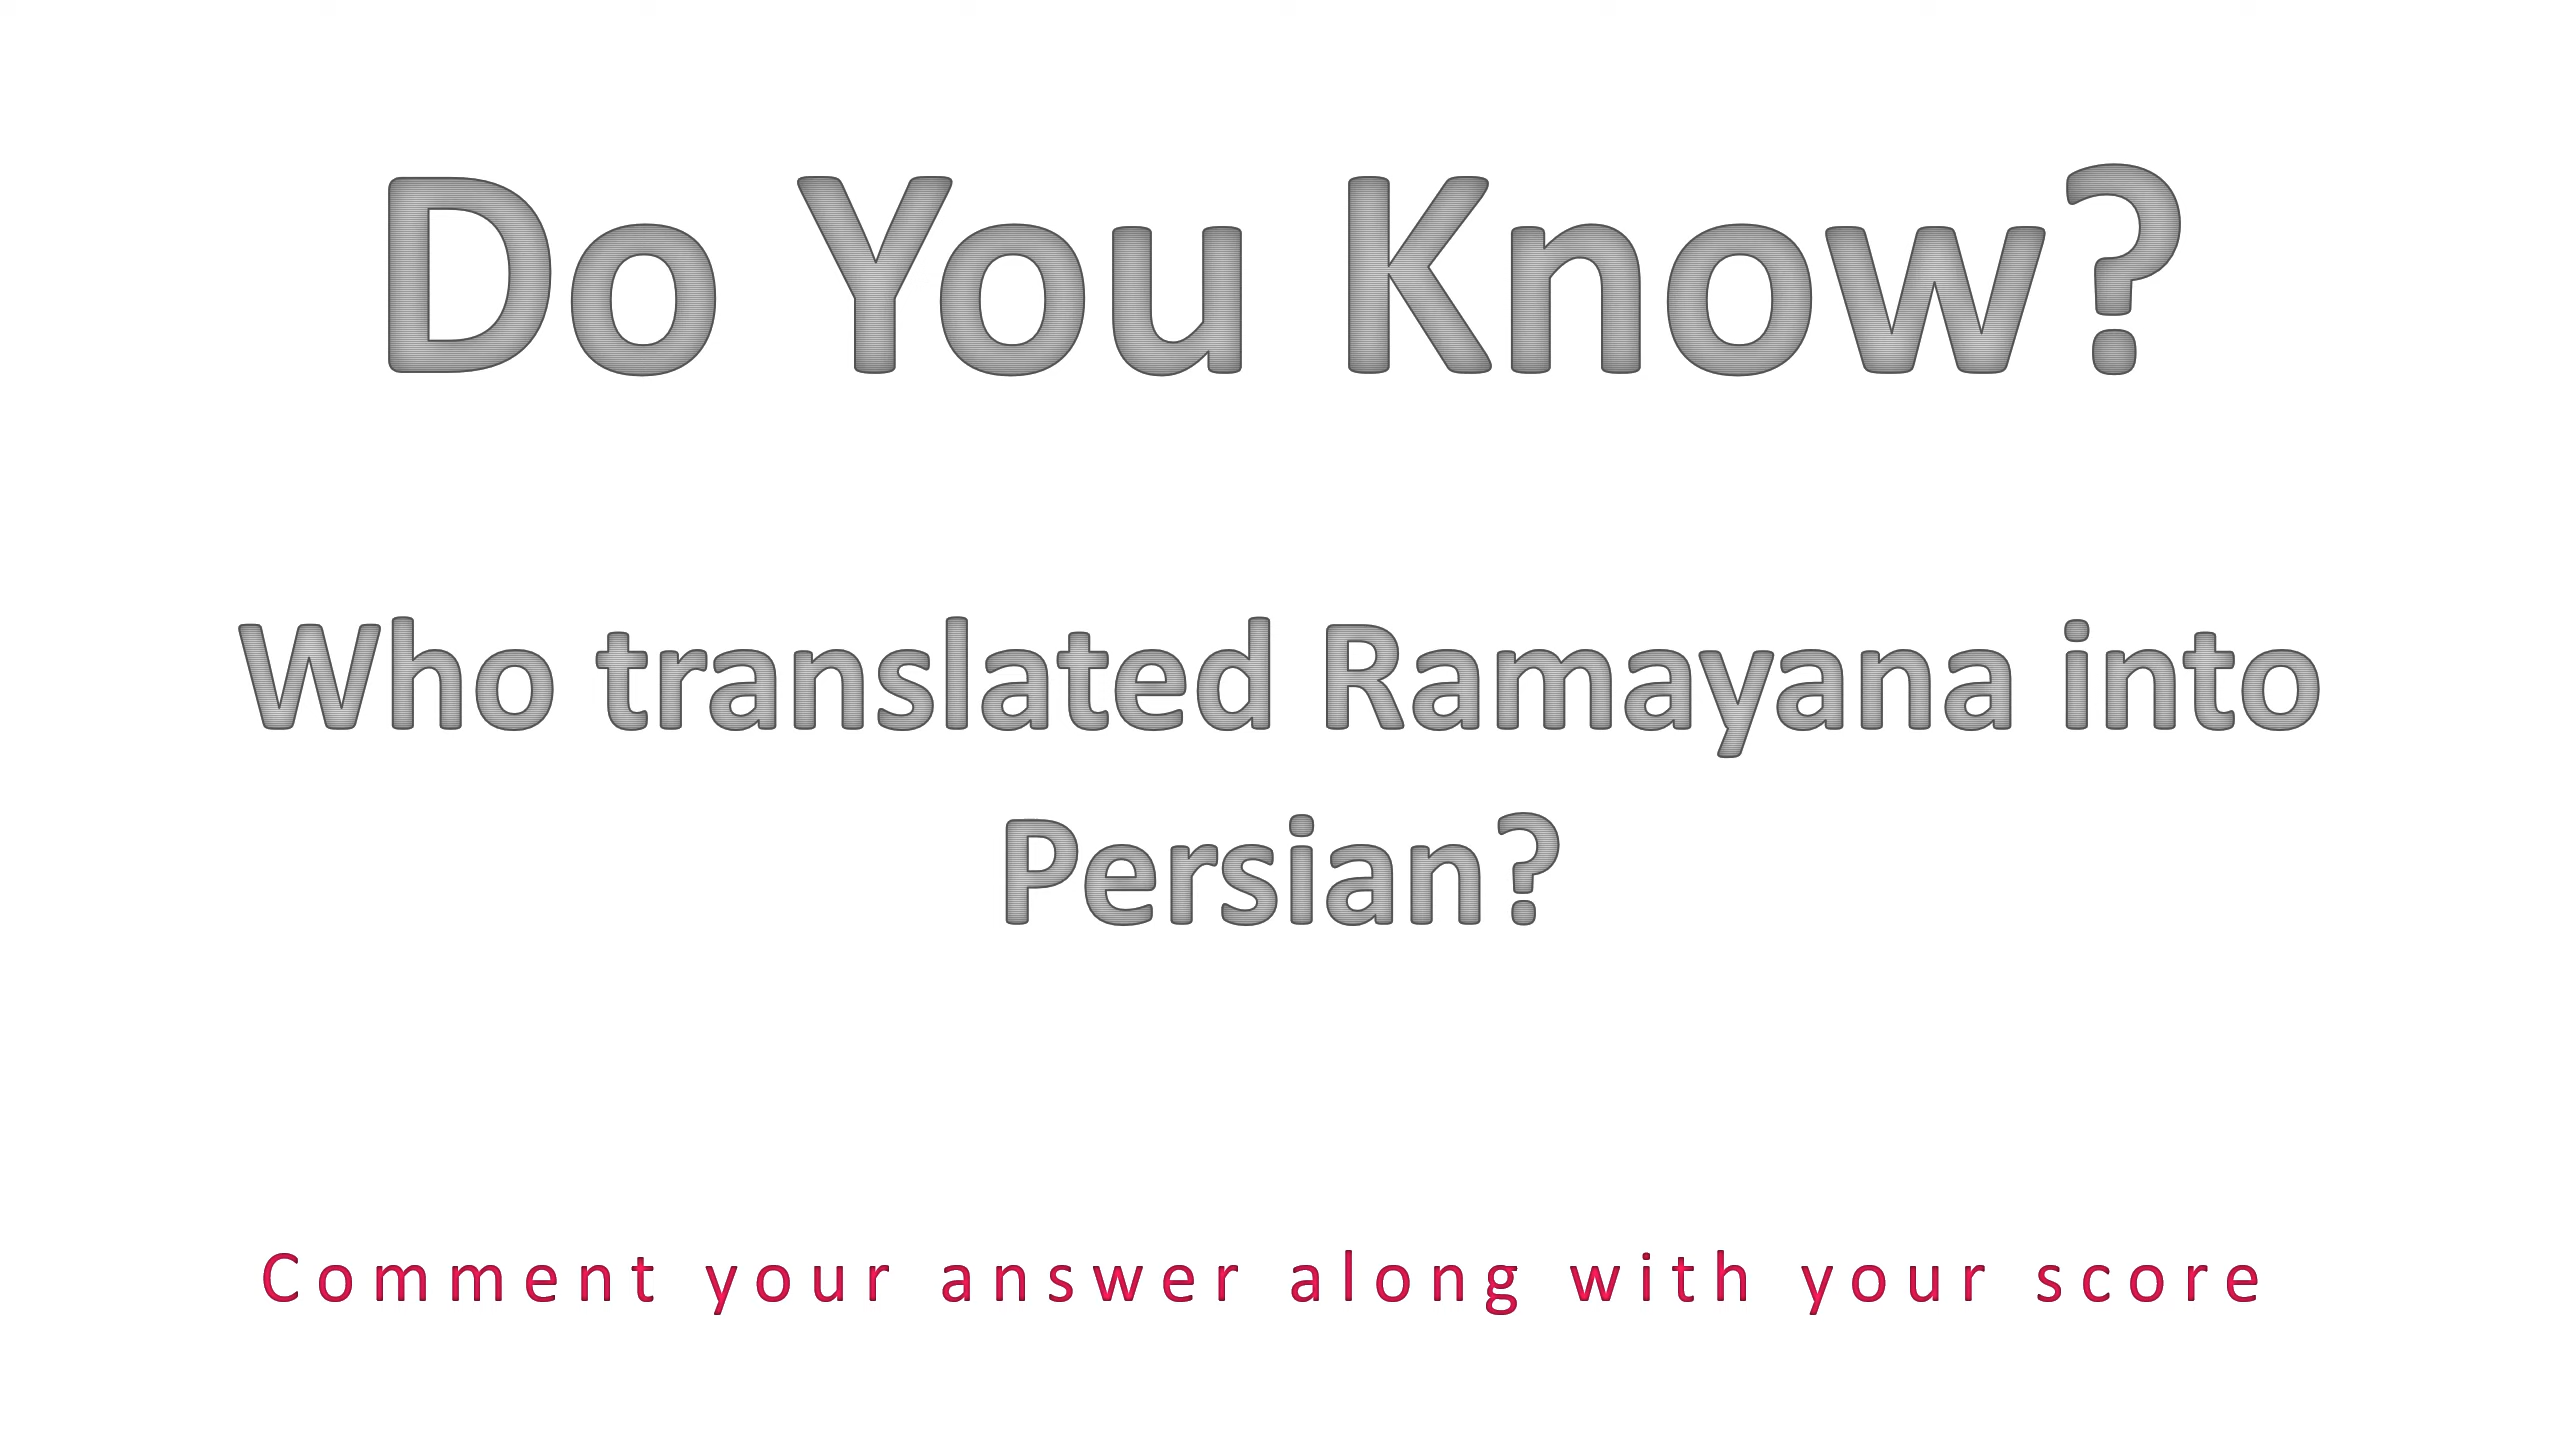 Do You Know?
Who translated Ramayana into
Persian?
Comment your answer along with your score